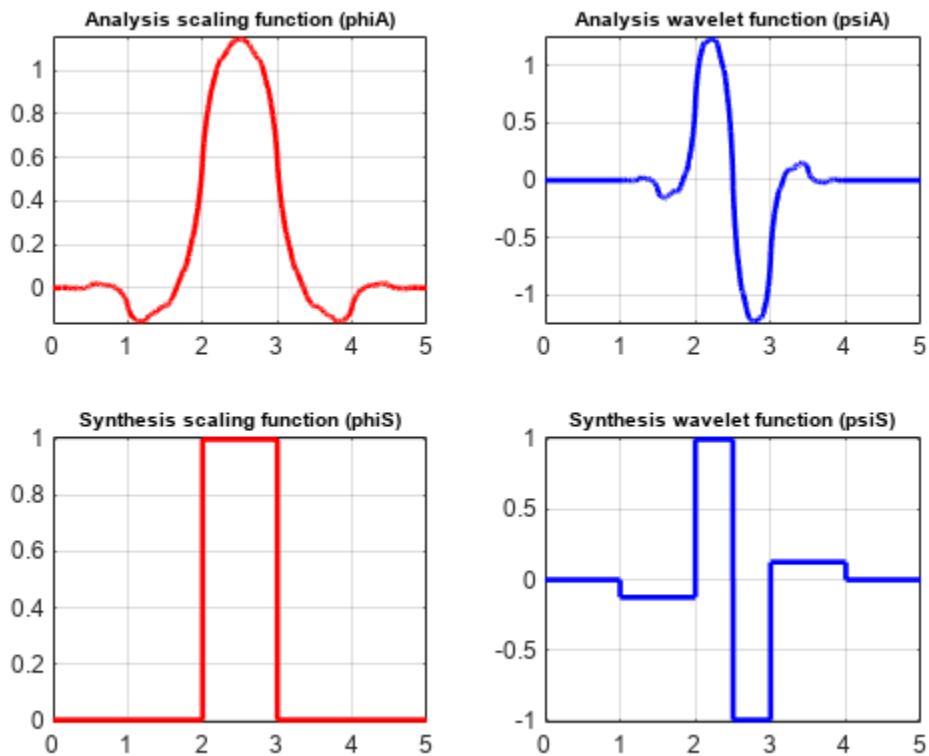 Analysis scaling function (phiA)
1
0.8
0.6
0.4
0.2
0
0 1 2 3 4 5
Analysis wavelet function (psiA)
1
0.5
0
-0.5
-1
0 1 2 3 4 5
Synthesis scaling function (phiS)
1
0.8
0.6
0.4
0.2
0
0 1 2 3 4 5
Synthesis wavelet function (psiS)
1
0.5
0
-0.5
-1
0 1 2 3 4 5